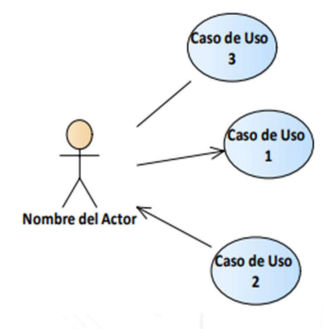 Caso de Uso
3
Caso de Uso
1
Nombre del Actor
Caso de Uso
2